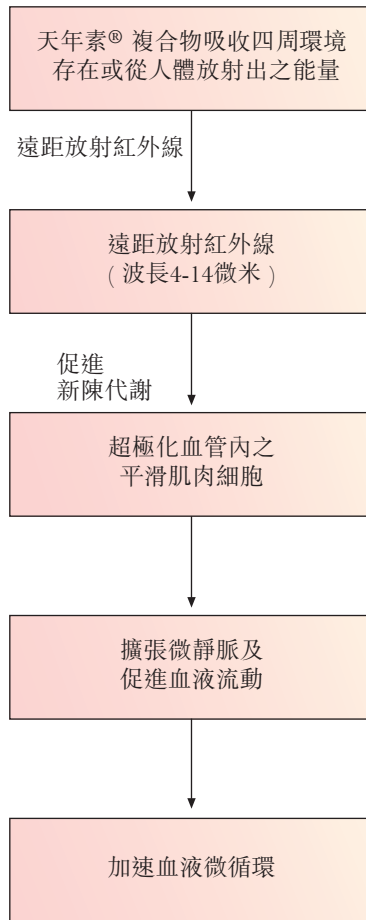 天年素® 複合物吸收四周環境
存在或從人體放射出之能量
遠距放射紅外線
遠距放射紅外線
（波長4-14微米）
促進
新陳代謝
超極化血管內之
平滑肌肉細胞
擴張微靜脈及
促進血液流動
加速血液微循環